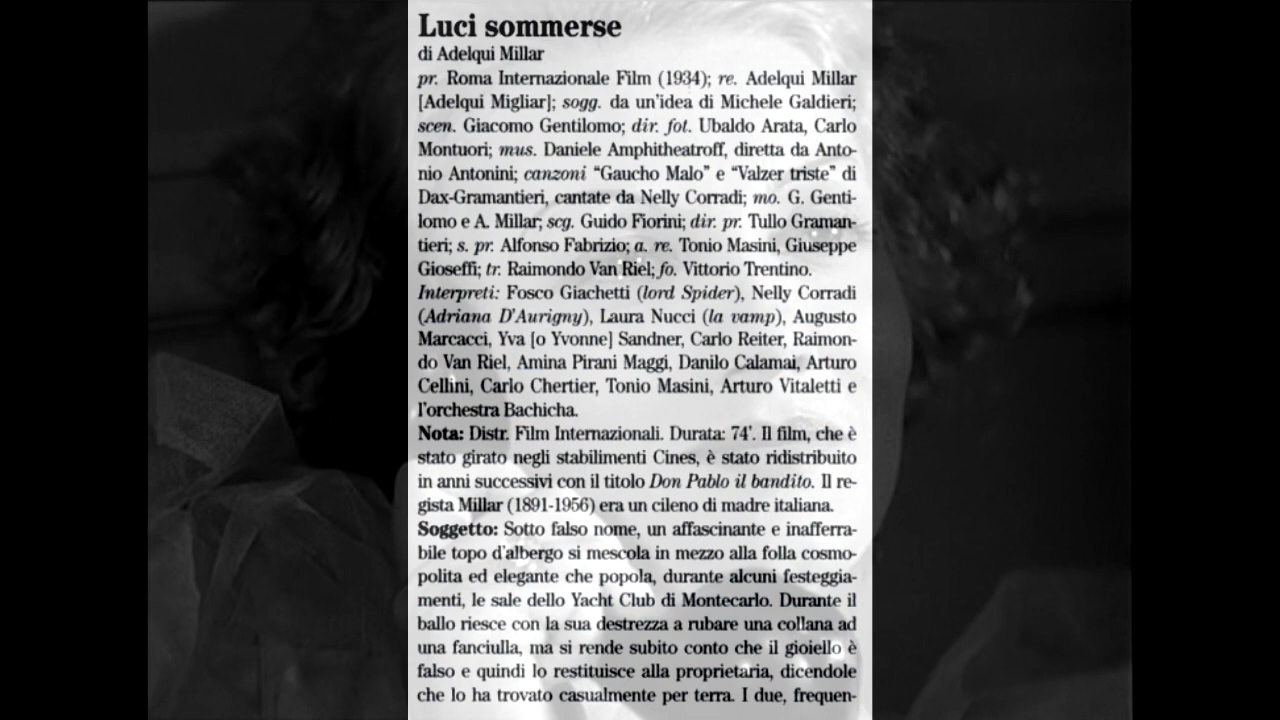 Luci sommerse
di Adelqui Millar
pr. Roma Internazionale Film (1934); re. Adelqui Millar
[Adelqui Migliar]; sogg. da un'idea di Michele Galdieri;
scen. Giacomo Gentilomo; dir. fot. Ubaldo Arata, Carlo
Montuori; mus. Daniele Amphitheatroff, diretta da Anto-
nio Antonini; canzoni “Gaucho Malo” e “Valzer triste” di
Dax-Gramantieri, cantate da Nelly Corradi; mo. G. Genti-
lomo e A. Millar; scg. Guido Fiorini; dir. pr. Tullo Graman-
tieri; s. pr. Alfonso Fabrizio; a. re. Tonio Masini, Giuseppe
Gioseffi; tr. Raimondo Van Riel; fo. Vittorio Trentino.
Interpreti: Fosco Giachetti (lord Spider), Nelly Corradi
(Adriana D'Aurigny), Laura Nucci (la vamp), Augusto
Marcacci, Yva [o Yvonne] Sandner, Carlo Reiter, Raimon-
do Van Riel, Amina Pirani Maggi, Danilo Calamai, Arturo
Cellini, Carlo Chertier, Tonio Masini, Arturo Vitaletti e
l'orchestra Bachicha.
Nota: Distr. Film Internazionali. Durata: 74'. Il film, che è
stato girato negli stabilimenti Cines, è stato ridistribuito
in anni successivi con il titolo Don Pablo il bandito. Il re-
gista Millar (1891-1956) era un cileno di madre italiana.
Soggetto: Sotto falso nome, un affascinante e inafferra-
bile topo d'albergo si mescola in mezzo alla folla cosmo-
polita ed elegante che popola, durante alcuni festeggia-
menti, le sale dello Yacht Club di Montecarlo. Durante il
ballo riesce con la sua destrezza a rubare una collana ad
una fanciulla, ma si rende subito conto che il gioiello è
falso e quindi lo restituisce alla proprietaria, dicendole
che lo ha trovato casualmente per terra. I due, frequen-